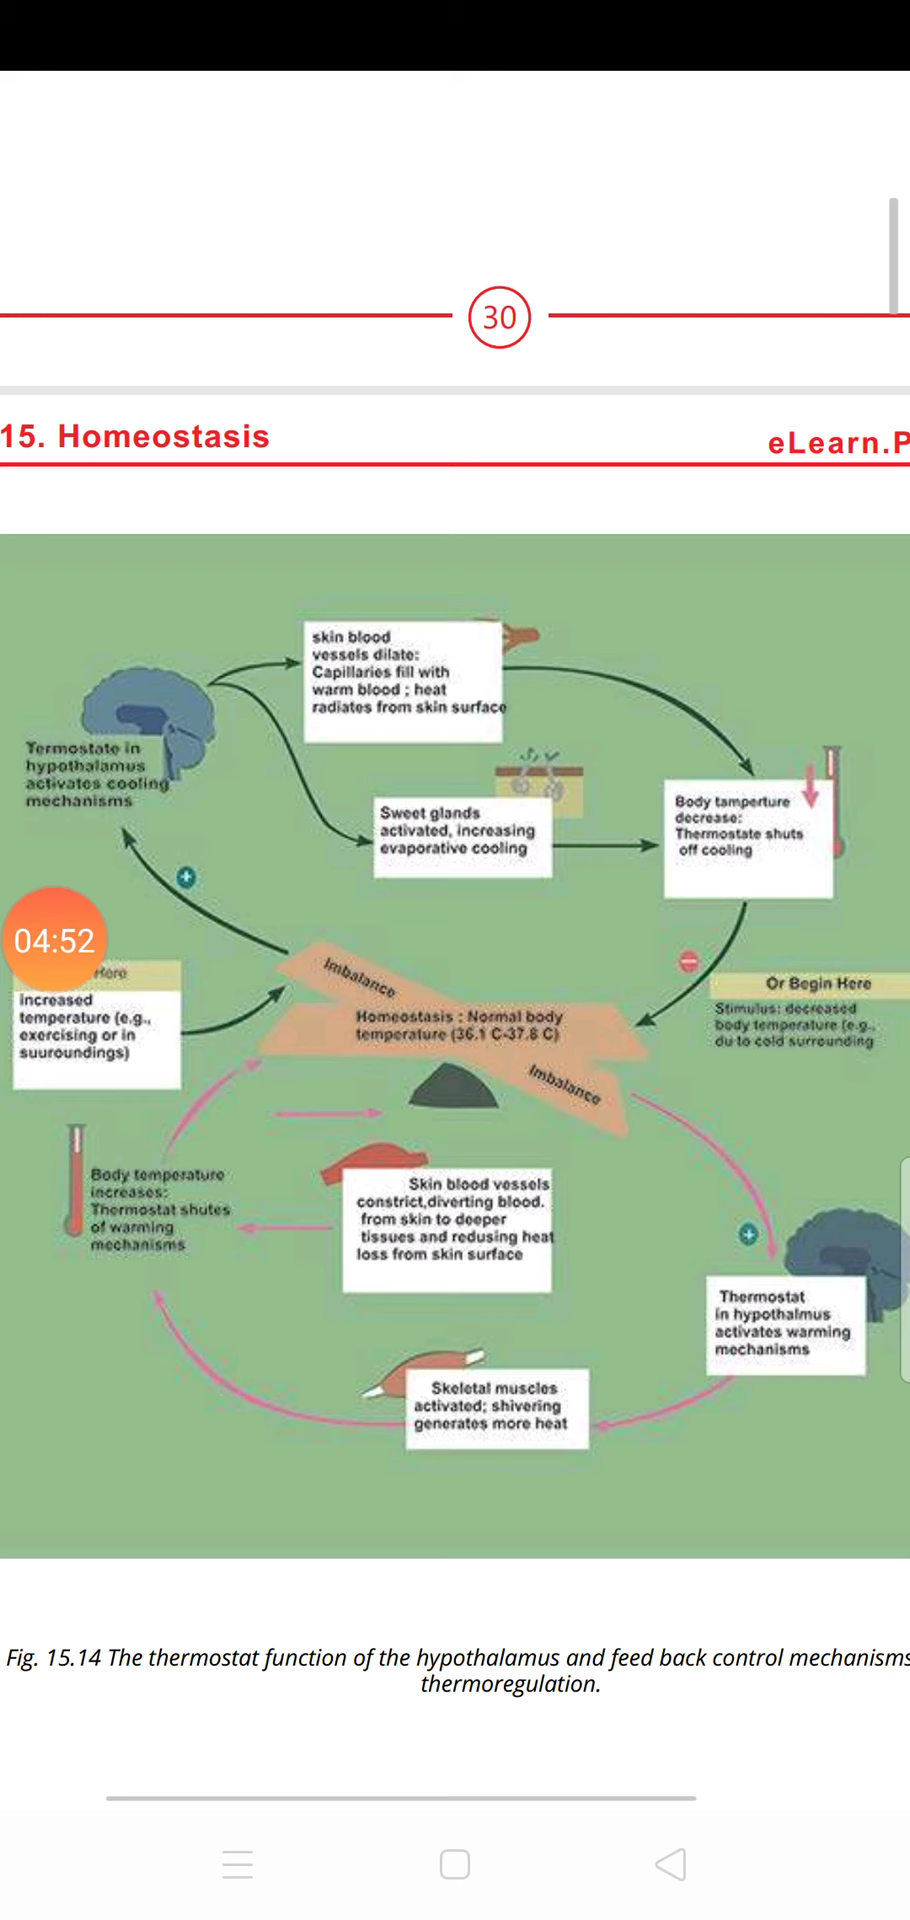 30
15. Homeostasis
eLearn.P
skin blood
vessels dilate:
Capillaries fill with
warm blood ; heat
radiates from skin surface
Termostate in
hypothalamus
activates cooling
mechanisms
Sweet glands
activated, increasing
evaporative cooling
Body tamperture
decrease:
Thermostate shuts
off cooling
04:52
Here
increased
temperature (e.g.,
exercising or in
suuroundings)
Imbalance
Homeostasis : Normal body
temperature (36.1 C-37.8 C)
Imbalance
Or Begin Here
Stimulus: decreased
body temperature (e.g..
du to cold surrounding
Body temperature
increases:
Thermostat shutes
of warming
mechanisms
Skin blood vessels
constrict,diverting blood.
from skin to deeper
tissues and redusing heat
loss from skin surface
Thermostat
in hypothalmus
activates warming
mechanisms
Skeletal muscles
activated; shivering
generates more heat
Fig. 15.14 The thermostat function of the hypothalamus and feed back control mechanisms
thermoregulation.